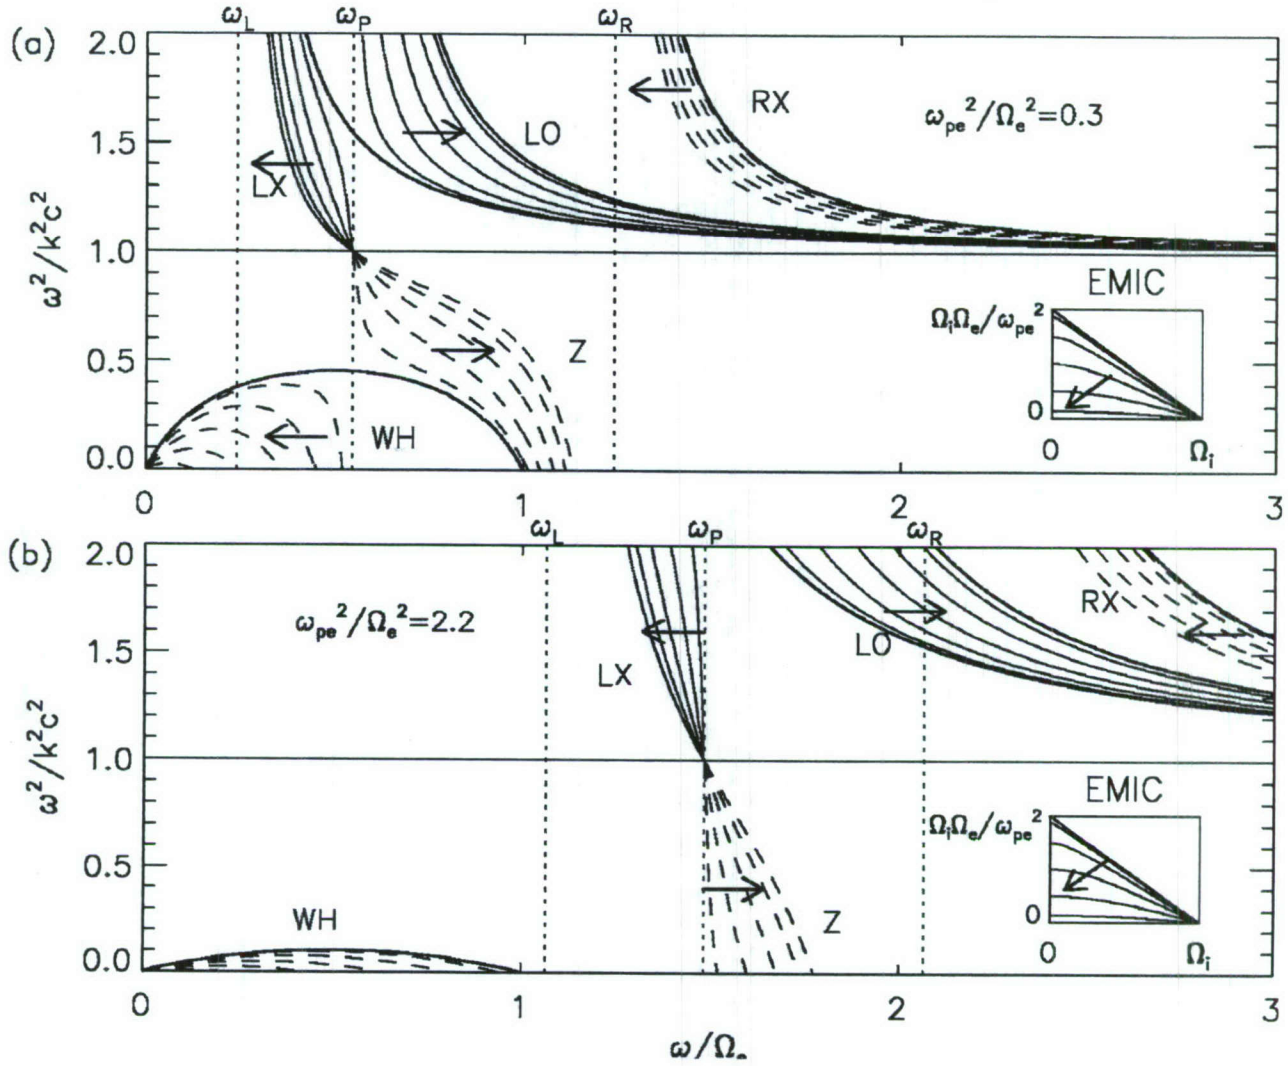 (a)
ω_L ω_P ω_R
2.0
1.5
1.0
0.5
0.0
ω²/k²c²
LX
LO
RX
ω_pe²/Ω_e²=0.3
Z
WH
EMIC
Ω_iΩ_e/ω_pe²
0
0 Ω_i
0 1 2 3
(b)
ω_L ω_P ω_R
2.0
1.5
1.0
0.5
0.0
ω²/k²c²
ω_pe²/Ω_e²=2.2
LX
LO
RX
Z
WH
EMIC
Ω_iΩ_e/ω_pe²
0
0 Ω_i
0 1 2 3